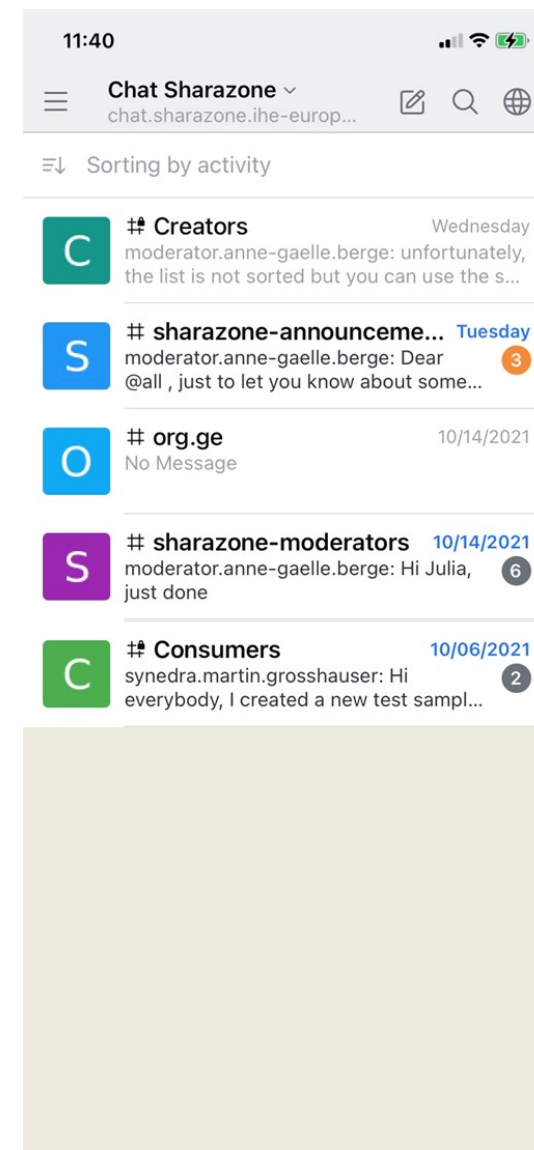 11:40
Chat Sharazone
chat.sharazone.ihe-europ...
Sorting by activity
C
# Creators
Wednesday
moderator.anne-gaelle.berge: unfortunately,
the list is not sorted but you can use the s...
S
# sharazone-announceme...
Tuesday
moderator.anne-gaelle.berge: Dear
@all , just to let you know about some...
3
O
# org.ge
10/14/2021
No Message
S
# sharazone-moderators
10/14/2021
moderator.anne-gaelle.berge: Hi Julia,
just done
6
C
# Consumers
10/06/2021
synedra.martin.grosshauser: Hi
everybody, I created a new test sampl...
2